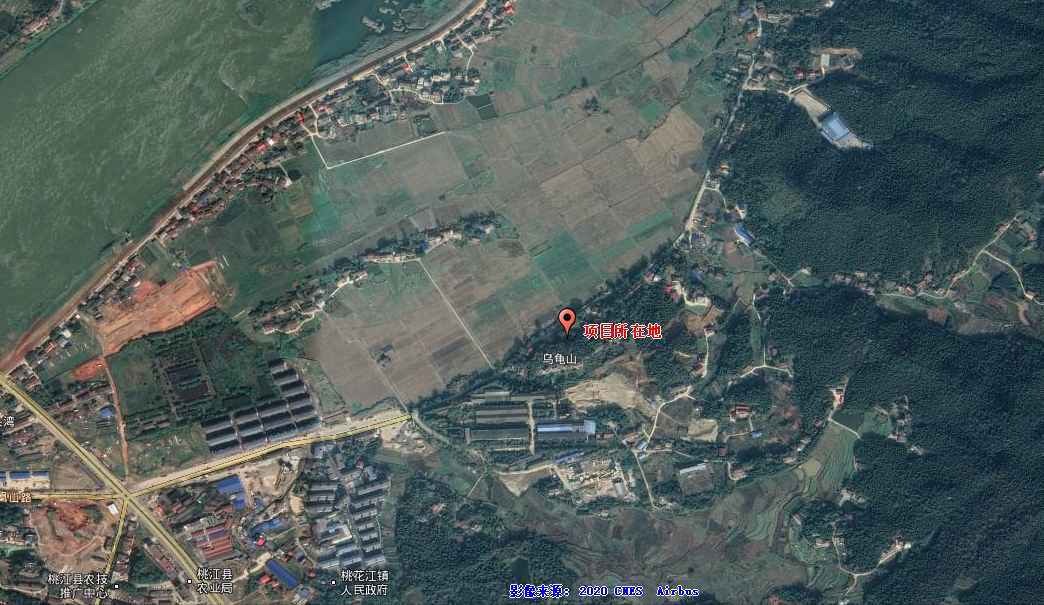 项目所在地
乌龟山
湾
山路
桃江县农技
推广中心
桃江县
农业局
桃花江镇
人民政府
影像来源: 2020 CNES Airbus